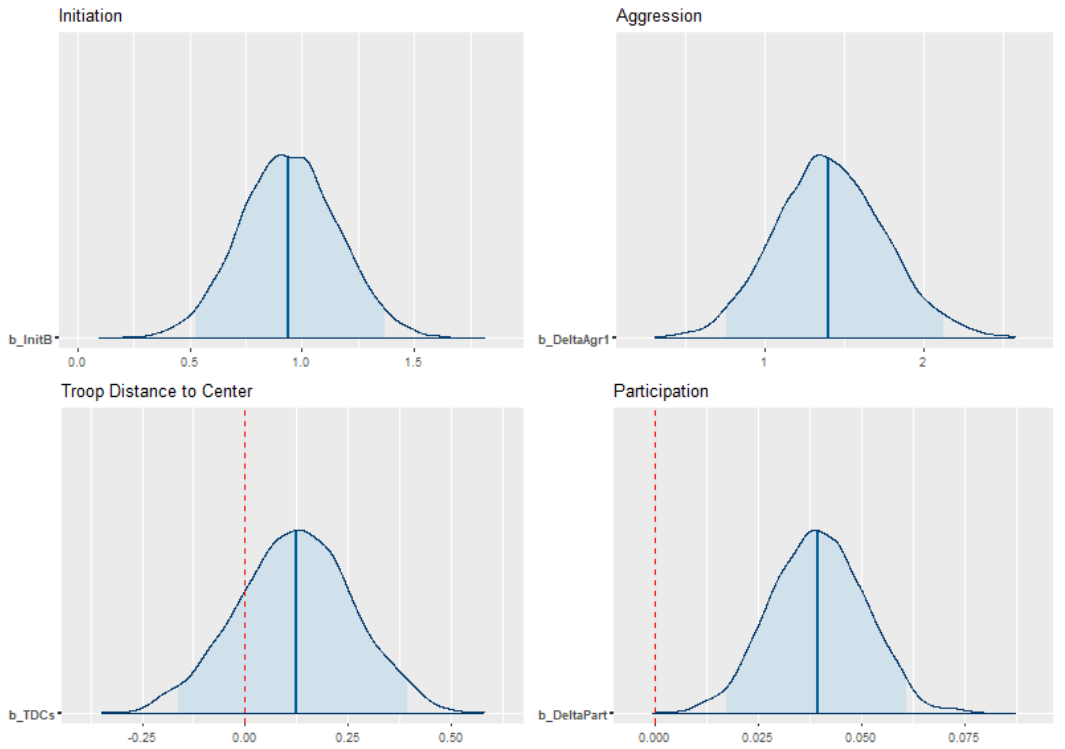 Initiation
b_InitB
0.0 0.5 1.0 1.5
Aggression
b_DeltaAgr1
1 2
Troop Distance to Center
b_TDCs
-0.25 0.00 0.25 0.50
Participation
b_DeltaPart
0.000 0.025 0.050 0.075